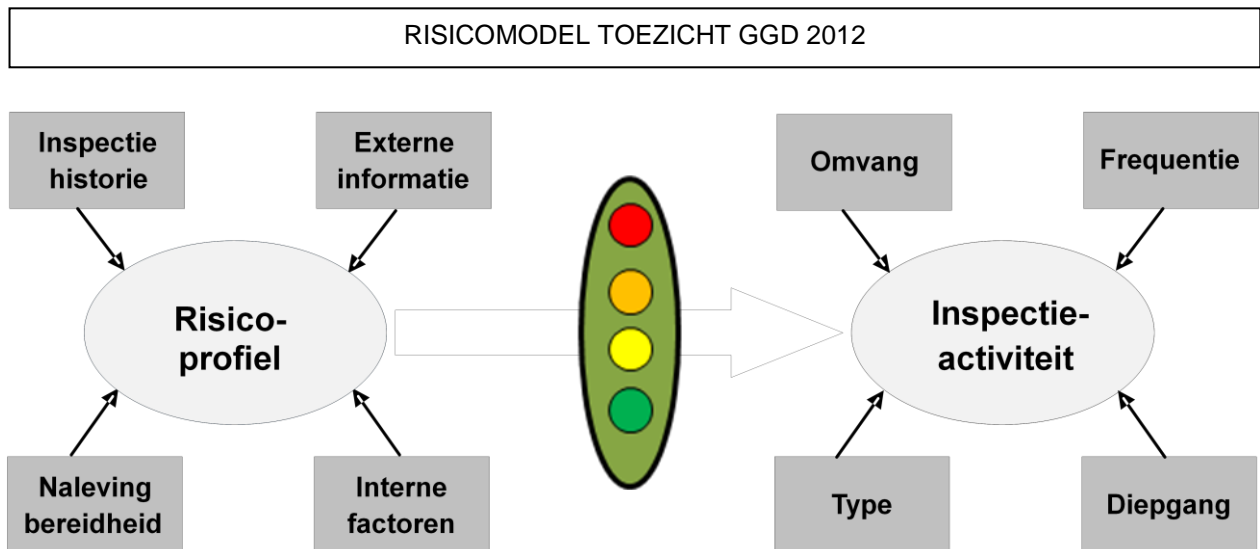 RISICOMODEL TOEZICHT GGD 2012
Inspectie
historie
Externe
informatie
Omvang
Frequentie
Risico-
profiel
Inspectie-
activiteit
Naleving
bereidheid
Interne
factoren
Type
Diepgang